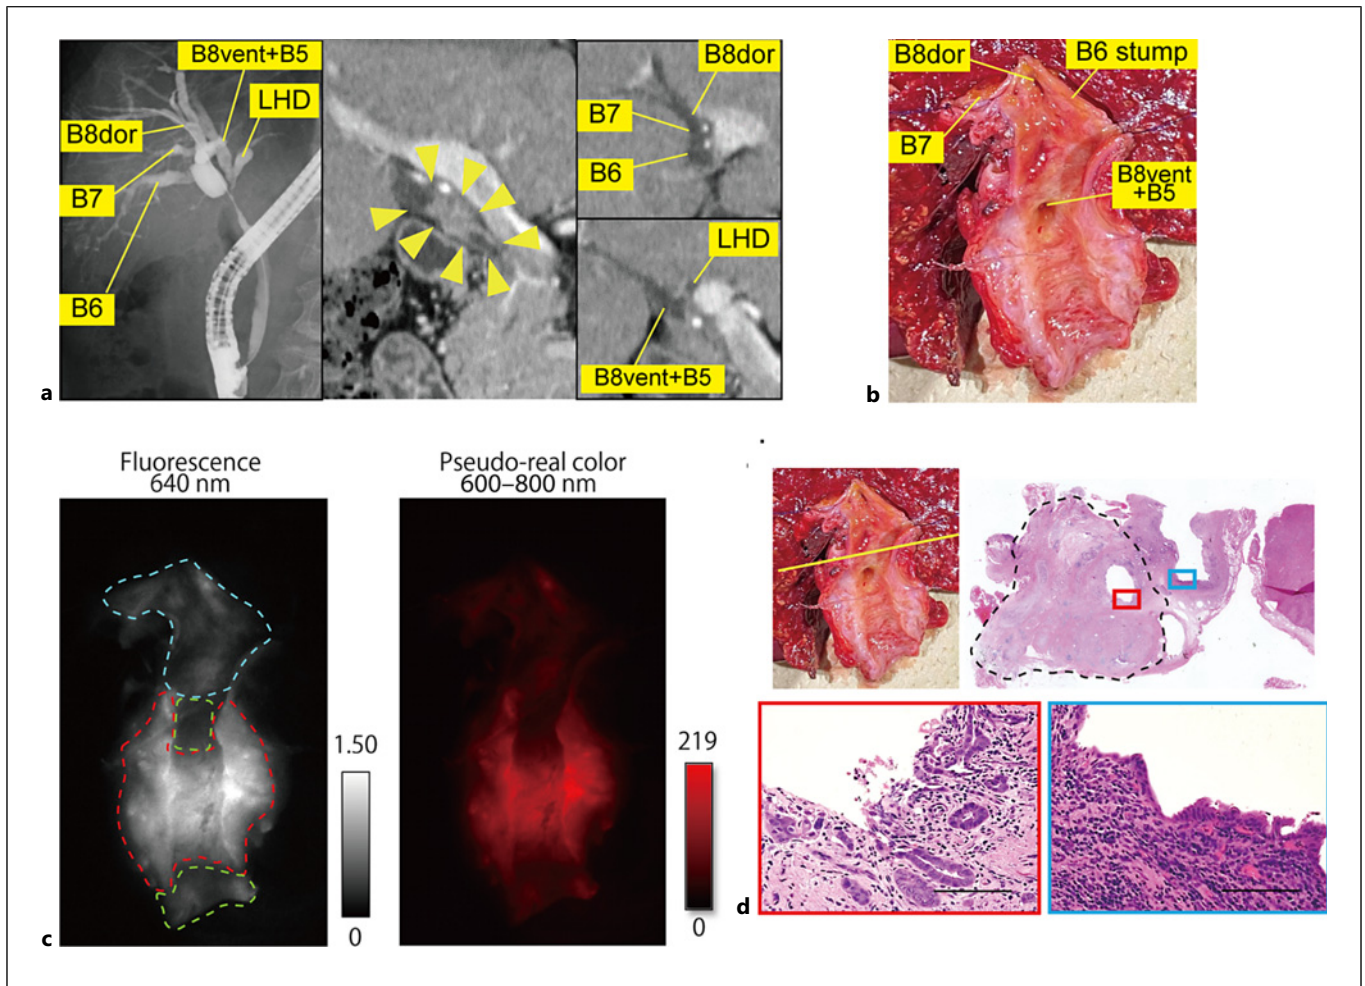 B8vent+B5
LHD
B8dor
B7
B6
B8dor
B7
B6
LHD
B8vent+B5
a
B8dor
B6 stump
B7
B8vent
+B5
b
Fluorescence
640 nm
1.50
0
Pseudo-real color
600–800 nm
219
0
c
d